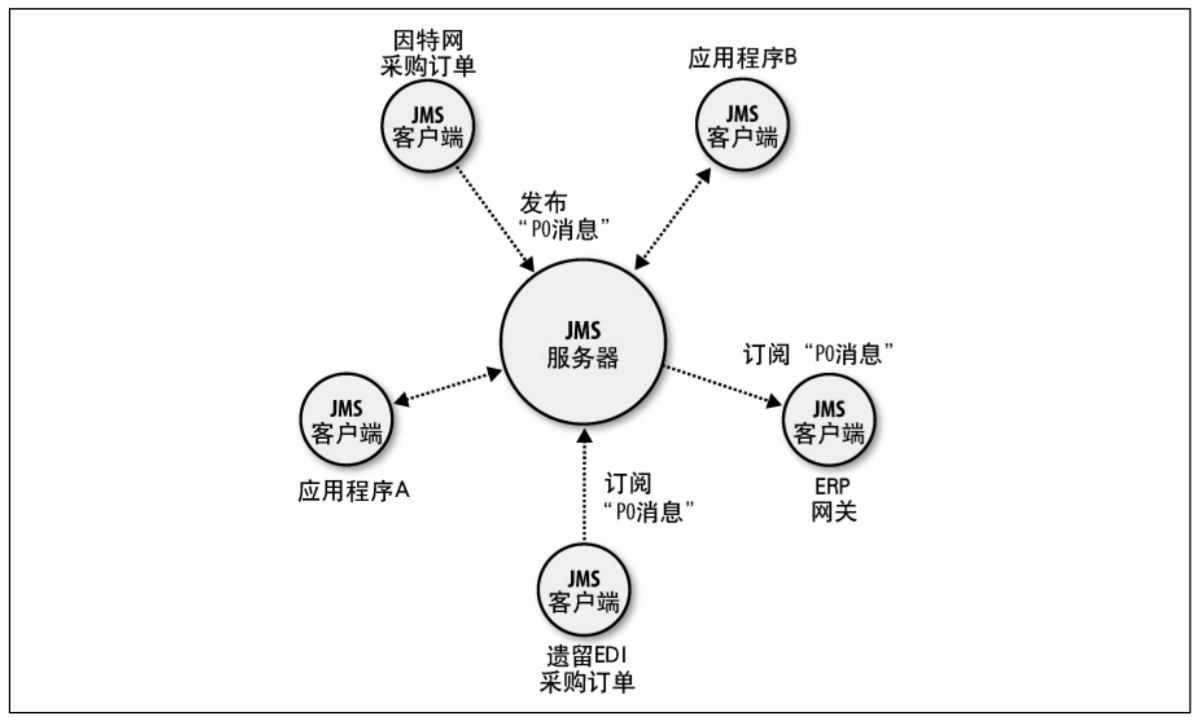 因特网
采购订单
JMS
客户端
应用程序B
JMS
客户端
发布
“PO消息”
JMS
服务器
订阅“PO消息”
JMS
客户端
ERP
网关
JMS
客户端
应用程序A
订阅
“PO消息”
JMS
客户端
遗留EDI
采购订单